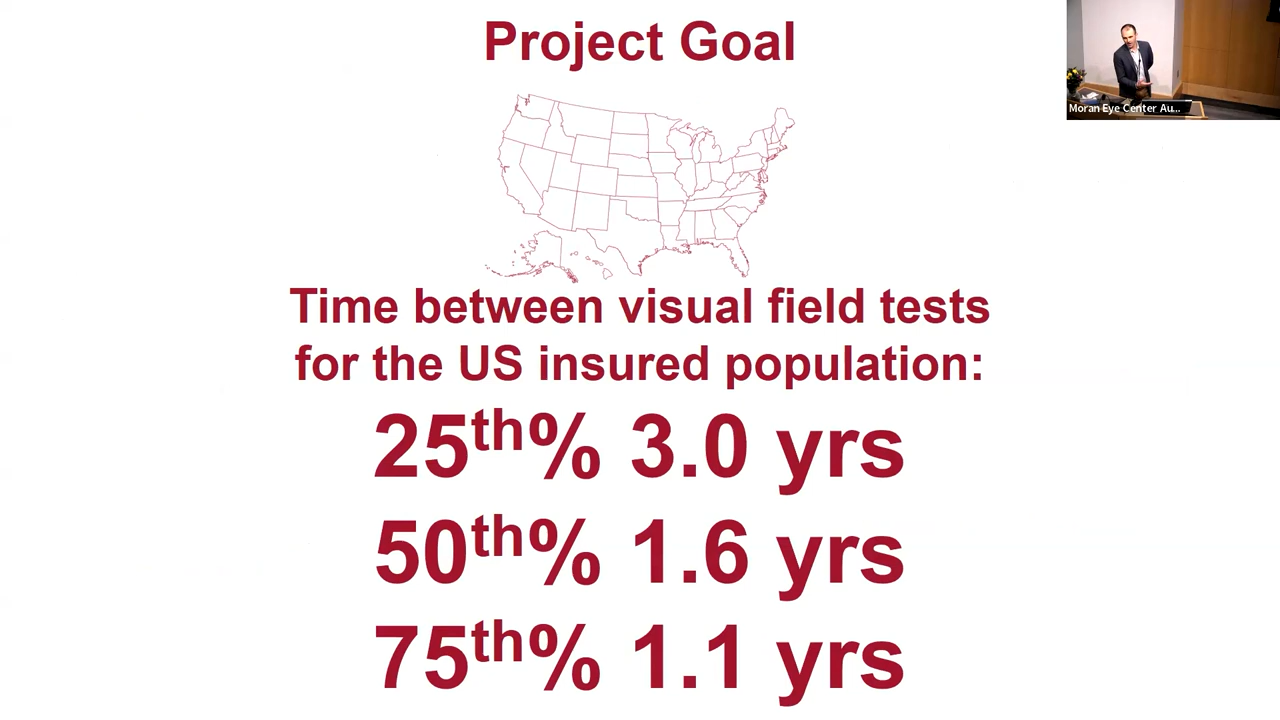 Project Goal
Moran Eye Center Au...
Time between visual field tests
for the US insured population:
25th% 3.0 yrs
50th% 1.6 yrs
75th% 1.1 yrs